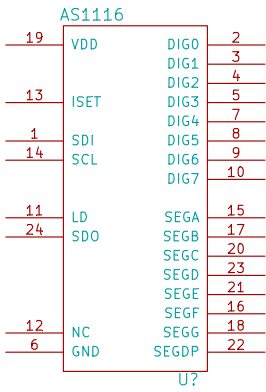 AS1116
19 VDD DIG0 2
DIG1 3
DIG2 4
13 ISET DIG3 5
DIG4 7
1 SDI DIG5 8
14 SCL DIG6 9
DIG7 10
11 LD SEGA 15
24 SDO SEGB 17
SEGC 20
SEGD 23
SEGE 21
SEGF 16
12 NC SEGG 18
6 GND SEGDP 22
U?